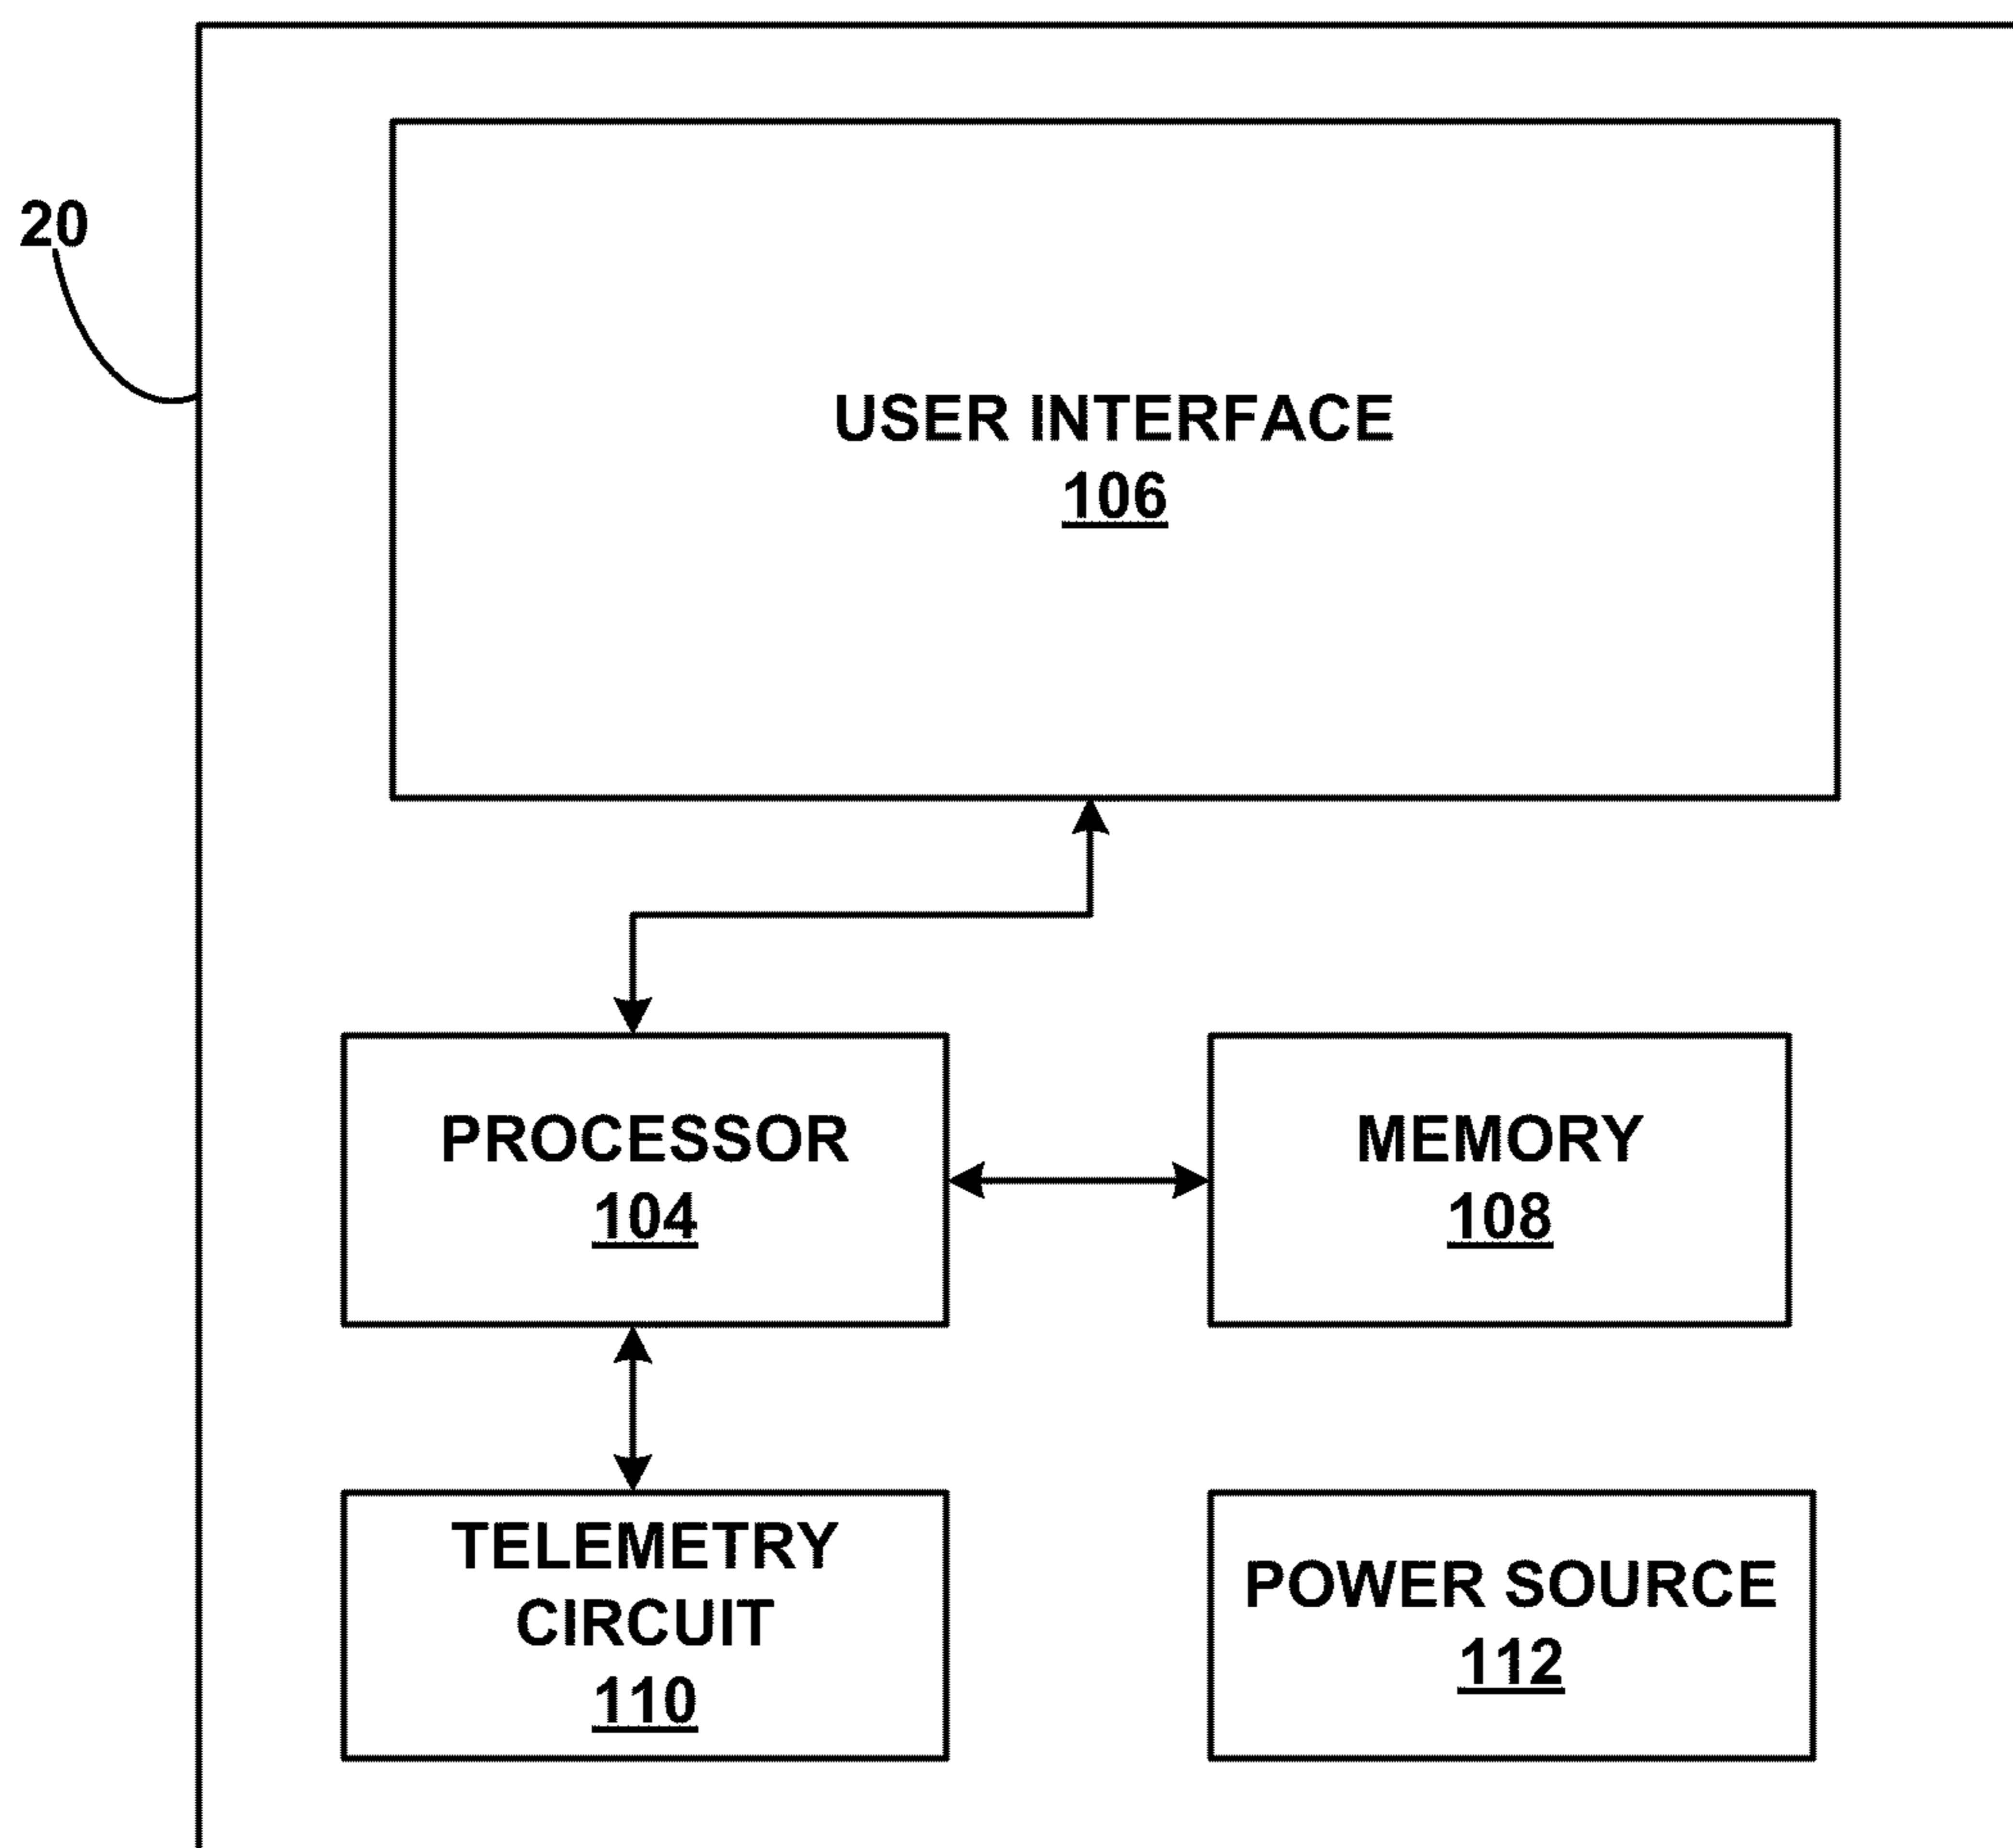 20
USER INTERFACE
106
PROCESSOR
104
MEMORY
108
TELEMETRY
CIRCUIT
110
POWER SOURCE
112